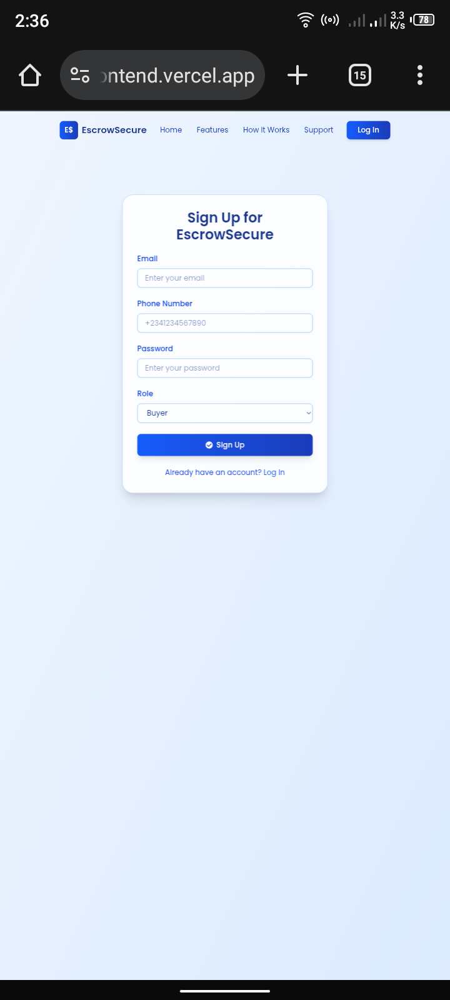 2:36
3.3
K/s
78
ntend.vercel.app
15
E$ EscrowSecure Home Features How It Works Support Log In
Sign Up for
EscrowSecure
Email
Enter your email
Phone Number
+2341234567890
Password
Enter your password
Role
Buyer
Sign Up
Already have an account? Log In